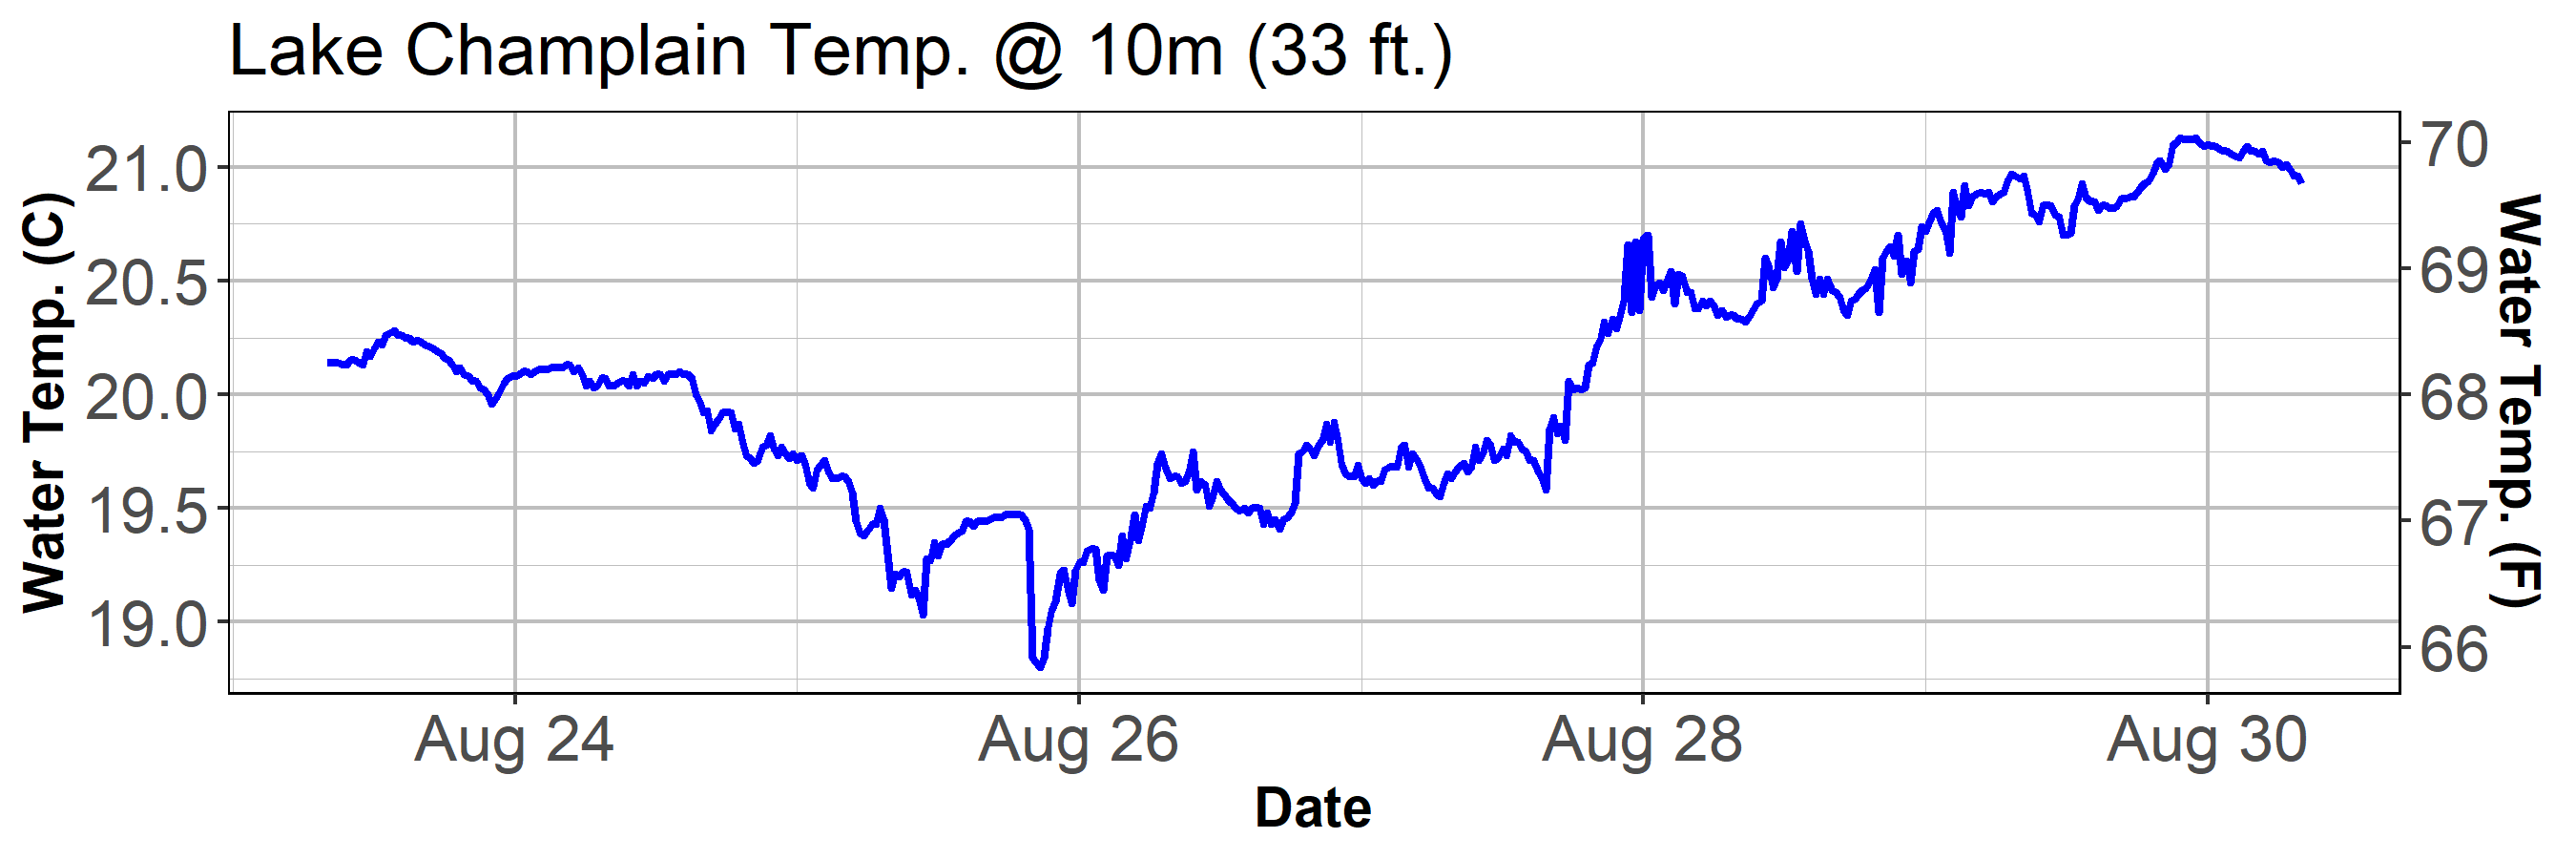 Lake Champlain Temp. @ 10m (33 ft.)
Water Temp. (C)
21.0
20.5
20.0
19.5
19.0
70
69
68
67
66
Water Temp. (F)
Aug 24
Aug 26
Aug 28
Aug 30
Date